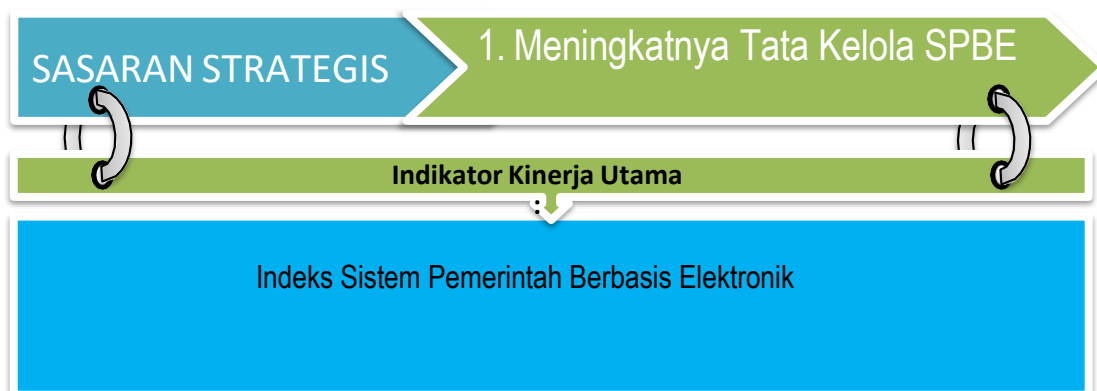 SASARAN STRATEGIS
1. Meningkatnya Tata Kelola SPBE
Indikator Kinerja Utama
:
Indeks Sistem Pemerintah Berbasis Elektronik